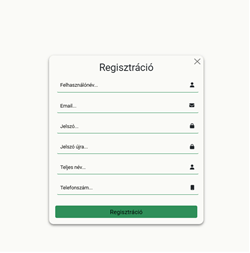 Regisztráció
Felhasználónév...
Email...
Jelszó...
Jelszó újra...
Teljes név...
Telefonszám...
Regisztráció